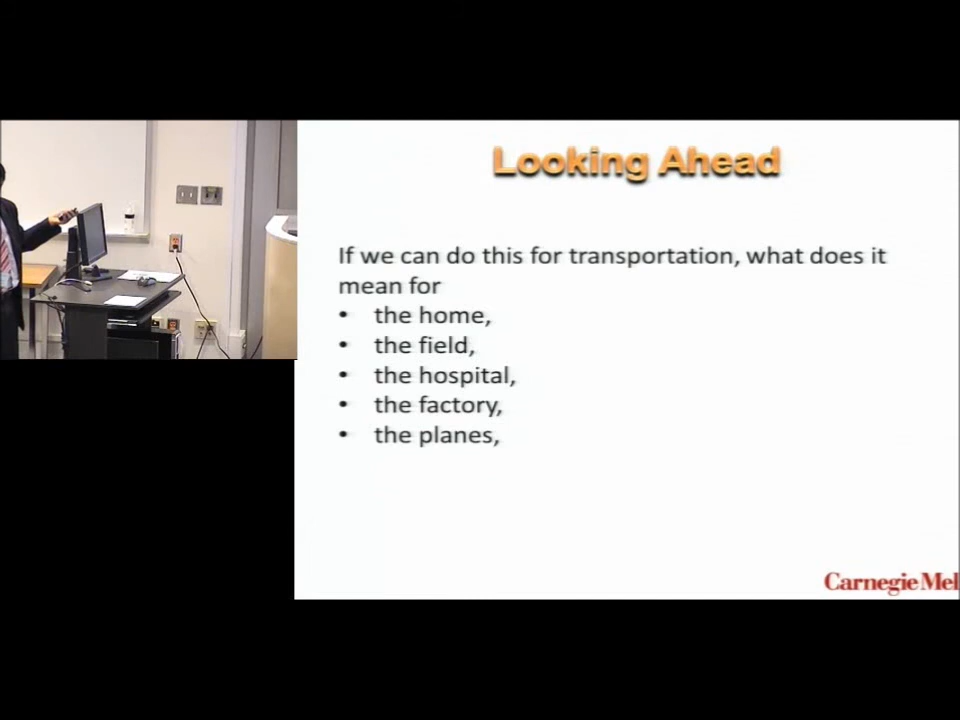 Looking Ahead
If we can do this for transportation, what does it
mean for
• the home,
• the field,
• the hospital,
• the factory,
• the planes,
Carnegie Mel